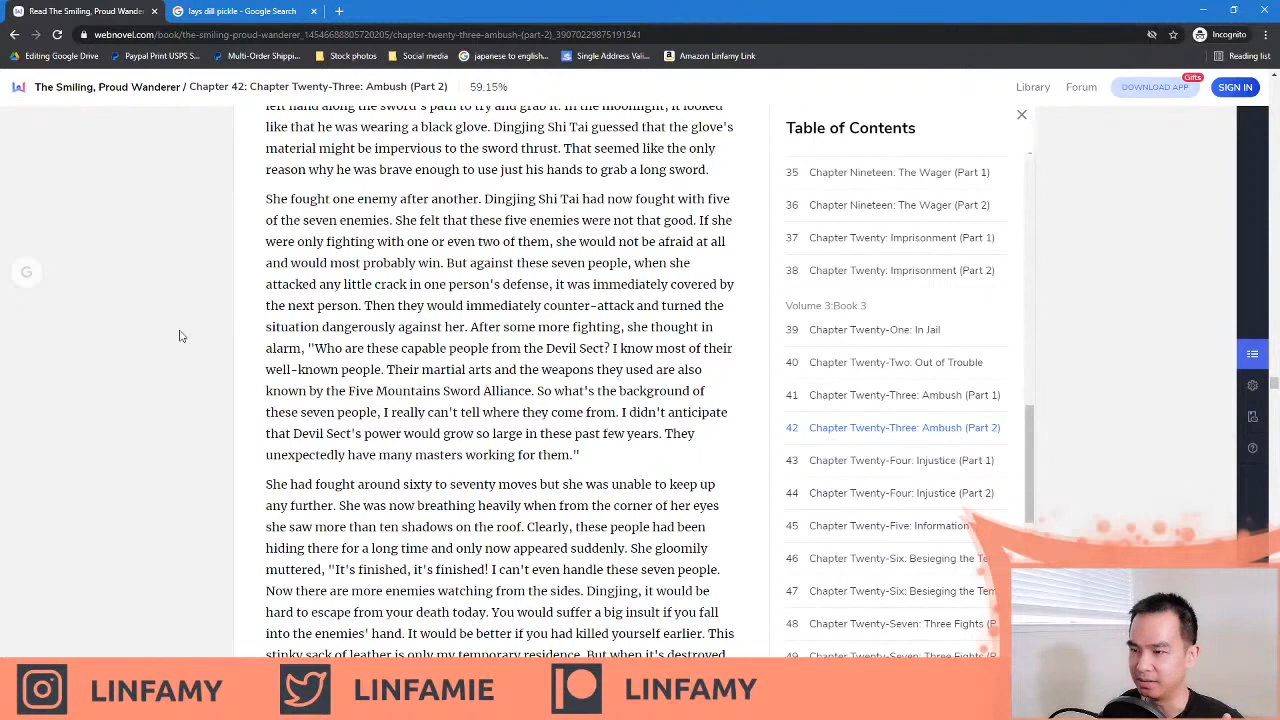 Read The Smiling, Proud Wande
lays dill pickle - Google Search
webnovel.com/book/the-smiling-proud-wanderer_14546688805720205/chapter-twenty-three-ambush-(part-2)_39070229875191341
Incognito
Editing Google Drive
Paypal Print USPS S...
Multi-Order Shippi...
Stock photos
Social media
japanese to english...
Single Address Vali...
Amazon Linfamy Link
Reading list
The Smiling, Proud Wanderer / Chapter 42: Chapter Twenty-Three: Ambush (Part 2) 59.15%
Library
Forum
Gifts
DOWNLOAD APP
SIGN IN
left hand along the sword's path to try and grab it. In the moonlight, it looked
like that he was wearing a black glove. Dingjing Shi Tai guessed that the glove's
material might be impervious to the sword thrust. That seemed like the only
reason why he was brave enough to use just his hands to grab a long sword.
She fought one enemy after another. Dingjing Shi Tai had now fought with five
of the seven enemies. She felt that these five enemies were not that good. If she
were only fighting with one or even two of them, she would not be afraid at all
and would most probably win. But against these seven people, when she
attacked any little crack in one person's defense, it was immediately covered by
the next person. Then they would immediately counter-attack and turned the
situation dangerously against her. After some more fighting, she thought in
alarm, "Who are these capable people from the Devil Sect? I know most of their
well-known people. Their martial arts and the weapons they used are also
known by the Five Mountains Sword Alliance. So what's the background of
these seven people, I really can't tell where they come from. I didn't anticipate
that Devil Sect's power would grow so large in these past few years. They
unexpectedly have many masters working for them."
She had fought around sixty to seventy moves but she was unable to keep up
any further. She was now breathing heavily when from the corner of her eyes
she saw more than ten shadows on the roof. Clearly, these people had been
hiding there for a long time and only now appeared suddenly. She gloomily
muttered, "It's finished, it's finished! I can't even handle these seven people.
Now there are more enemies watching from the sides. Dingjing, it would be
hard to escape from your death today. You would suffer a big insult if you fall
into the enemies' hand. It would be better if you had killed yourself earlier. This
stinky sack of leather is only my temporary residence. But when it's destroyed
Table of Contents
35 Chapter Nineteen: The Wager (Part 1)
36 Chapter Nineteen: The Wager (Part 2)
37 Chapter Twenty: Imprisonment (Part 1)
38 Chapter Twenty: Imprisonment (Part 2)
Volume 3:Book 3
39 Chapter Twenty-One: In Jail
40 Chapter Twenty-Two: Out of Trouble
41 Chapter Twenty-Three: Ambush (Part 1)
42 Chapter Twenty-Three: Ambush (Part 2)
43 Chapter Twenty-Four: Injustice (Part 1)
44 Chapter Twenty-Four: Injustice (Part 2)
45 Chapter Twenty-Five: Information
46 Chapter Twenty-Six: Besieging the Te
47 Chapter Twenty-Six: Besieging the Tem
48 Chapter Twenty-Seven: Three Fights (P
49 Chapter Twenty-Seven: Three Fights (P
LINFAMY
LINFAMIE
LINFAMY